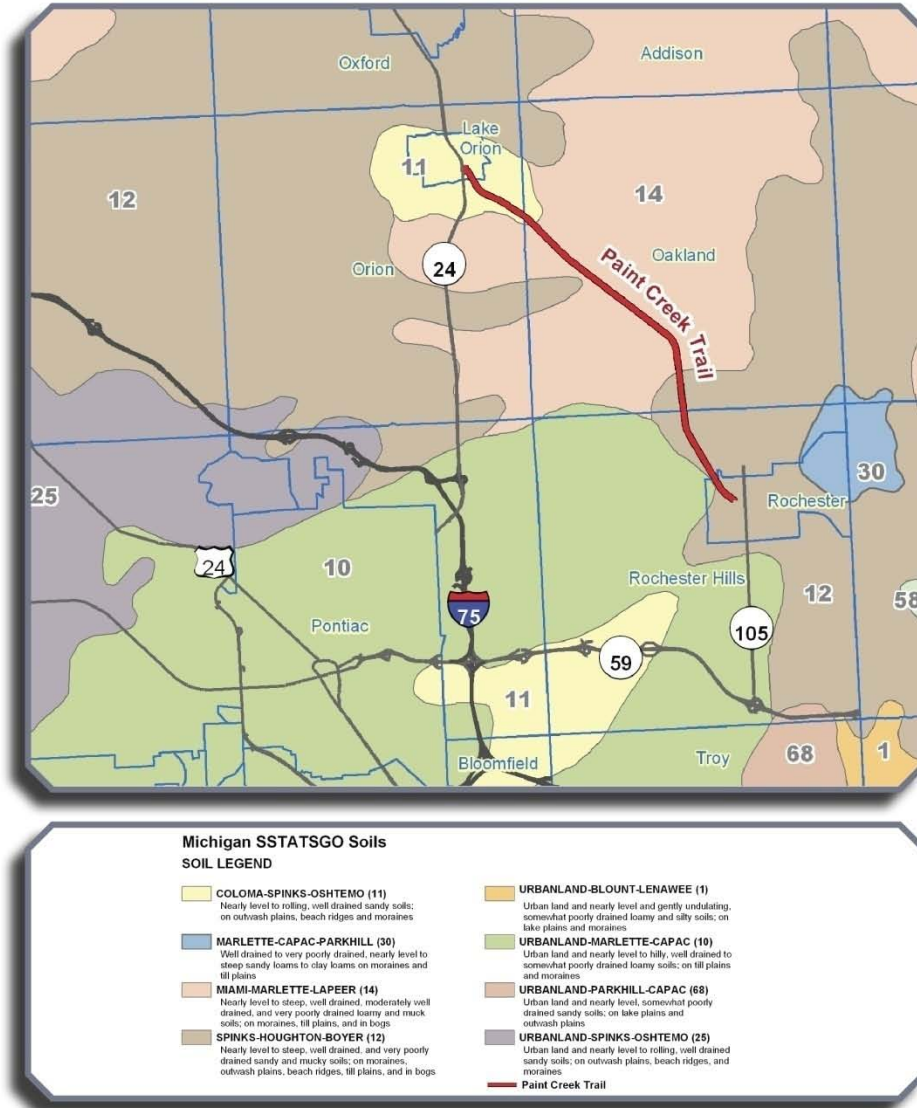 Oxford
Addison
Lake
Orion
11
12
14
Orion
24
Oakland
Paint Creek Trail
25
30
Rochester
24
10
Rochester Hills
12
58
75
Pontiac
105
59
11
Bloomfield
Troy
68
1
Michigan SSTATSGO Soils
SOIL LEGEND
COLOMA-SPINKS-OSHTEMO (11)
Nearly level to rolling, well drained sandy soils;
on outwash plains, beach ridges and moraines
MARLETTE-CAPAC-PARKHILL (30)
Well drained to very poorly drained, nearly level to
steep sandy loams to clay loams on moraines and
till plains
MIAMI-MARLETTE-LAPEER (14)
Nearly level to steep, well drained, moderately well
drained, and very poorly drained loamy and muck
soils; on moraines, till plains, and in bogs
SPINKS-HOUGHTON-BOYER (12)
Nearly level to steep, well drained, and very poorly
drained sandy and mucky soils; on moraines,
outwash plains, beach ridges, till plains, and in bogs
URBANLAND-BLOUNT-LENAWEE (1)
Urban land and nearly level and gently undulating,
somewhat poorly drained loamy and silty soils; on
lake plains and moraines
URBANLAND-MARLETTE-CAPAC (10)
Urban land and nearly level to hilly, well drained to
somewhat poorly drained loamy soils; on till plains
and moraines
URBANLAND-PARKHILL-CAPAC (68)
Urban land and nearly level, somewhat poorly
drained sandy soils; on lake plains and
outwash plains
URBANLAND-SPINKS-OSHTEMO (25)
Urban land and nearly level to rolling, well drained
sandy soils; on outwash plains, beach ridges, and
moraines
Paint Creek Trail